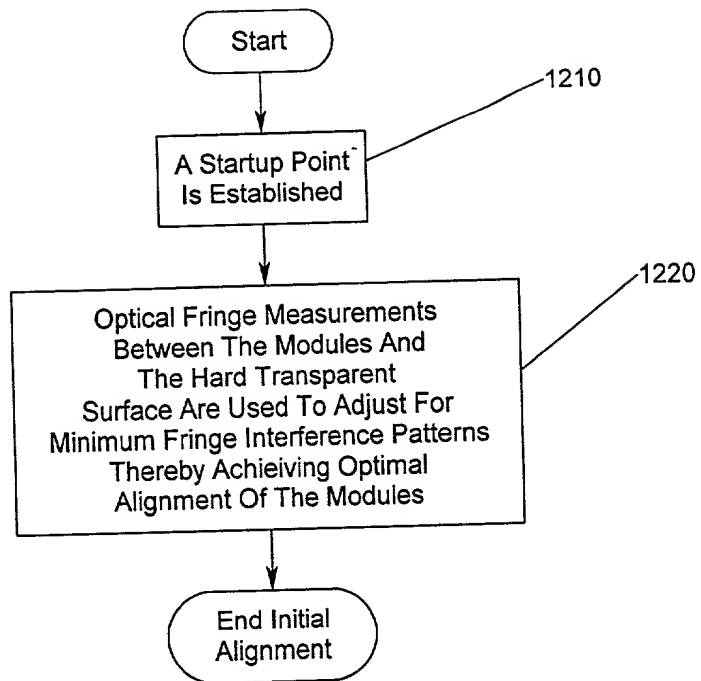 Start
1210
A Startup Point
Is Established
1220
Optical Fringe Measurements
Between The Modules And
The Hard Transparent
Surface Are Used To Adjust For
Minimum Fringe Interference Patterns
Thereby Achieiving Optimal
Alignment Of The Modules
End Initial
Alignment